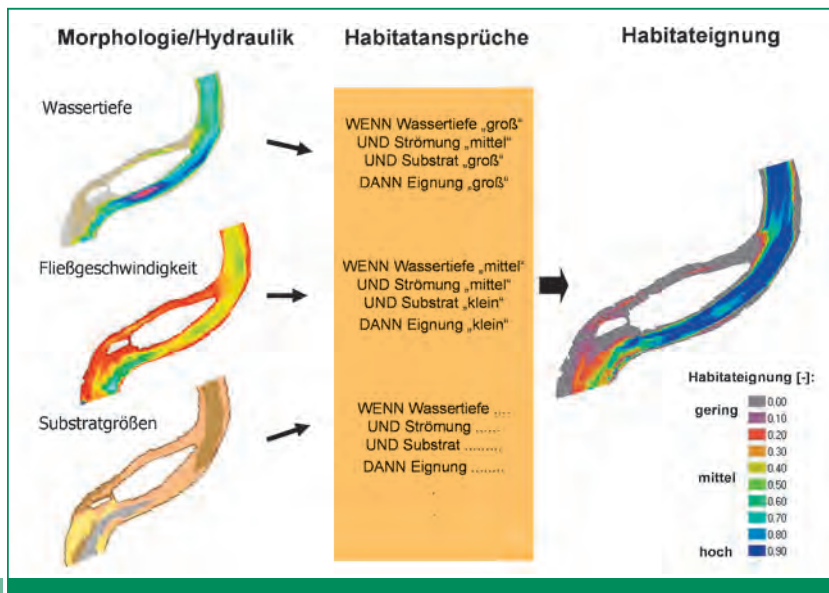 Morphologie/Hydraulik
Habitatansprüche
Habitateignung
Wassertiefe
Fließgeschwindigkeit
Substratgrößen
WENN Wassertiefe „groß“
UND Strömung „mittel“
UND Substrat „groß“
DANN Eignung „groß“
WENN Wassertiefe „mittel“
UND Strömung „mittel“
UND Substrat „klein“
DANN Eignung „klein“
WENN Wassertiefe ....
UND Strömung ......
UND Substrat .........
DANN Eignung ........
.
.
Habitateignung [-]:
gering
mittel
hoch
0.00
0.10
0.20
0.30
0.40
0.50
0.60
0.70
0.80
0.90